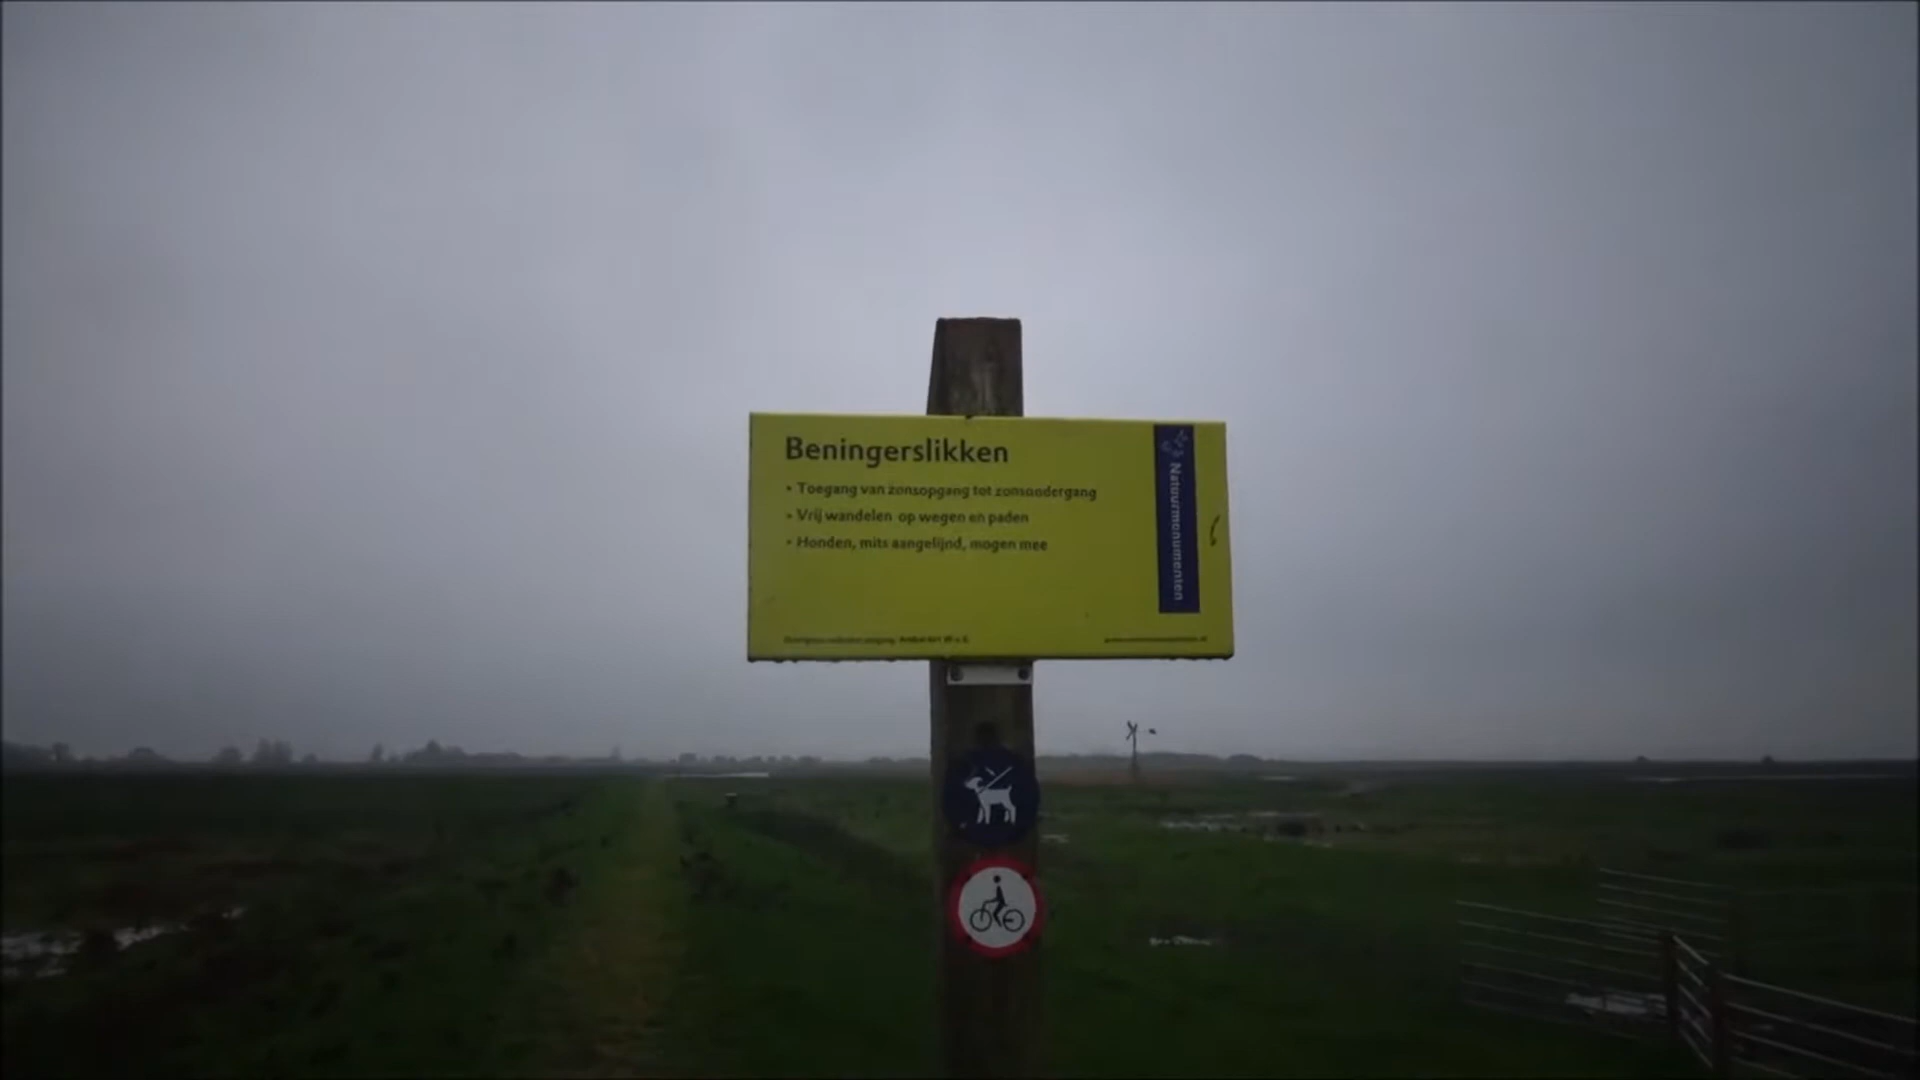 Beningerslikken
• Toegang van zonsopgang tot zonsondergang
• Vrij wandelen op wegen en paden
• Honden, mits aangelijnd, mogen mee
Natuurmonumenten